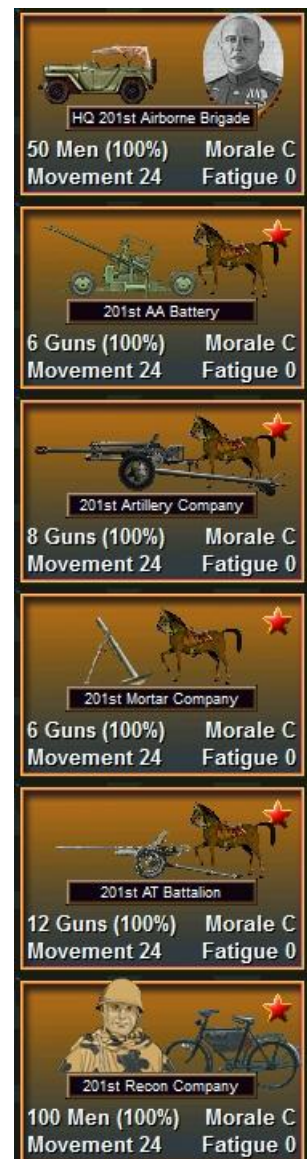 HQ 201st Airborne Brigade
50 Men (100%) Morale C
Movement 24 Fatigue 0
201st AA Battery
6 Guns (100%) Morale C
Movement 24 Fatigue 0
201st Artillery Company
8 Guns (100%) Morale C
Movement 24 Fatigue 0
201st Mortar Company
6 Guns (100%) Morale C
Movement 24 Fatigue 0
201st AT Battalion
12 Guns (100%) Morale C
Movement 24 Fatigue 0
201st Recon Company
100 Men (100%) Morale C
Movement 24 Fatigue 0